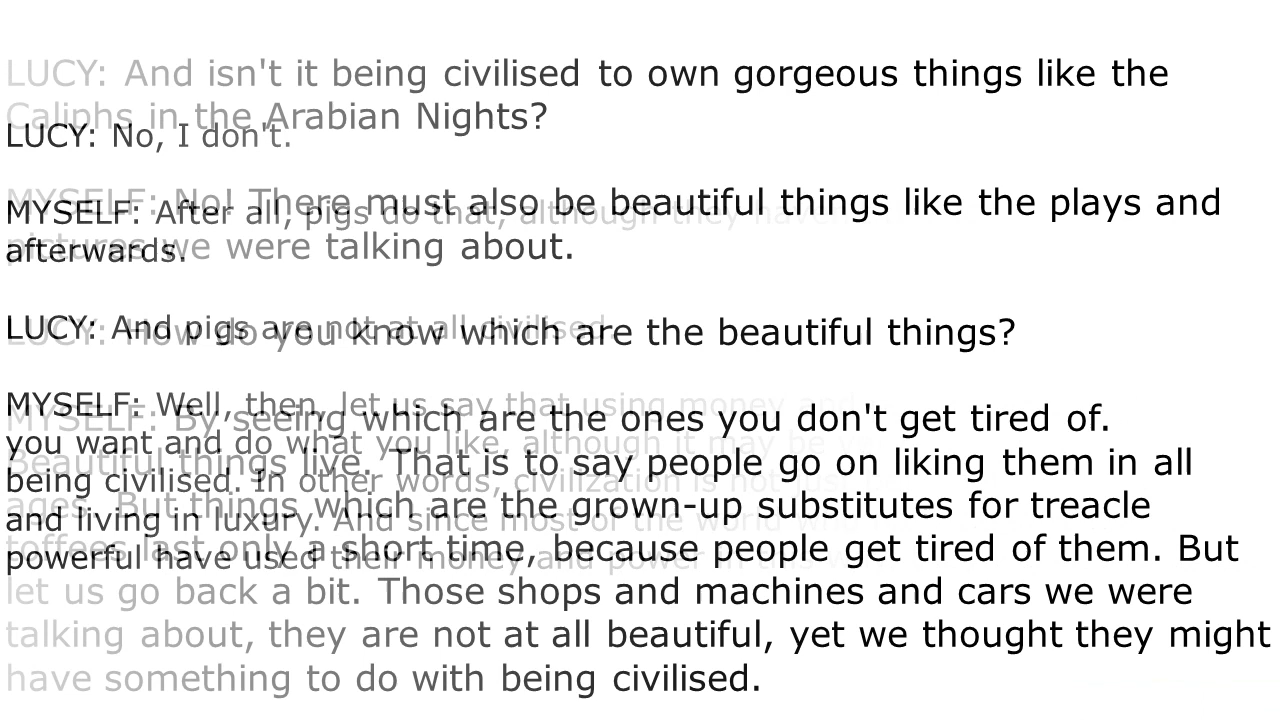 LUCY: And isn't it being civilised to own gorgeous things like the
Caliphs in the Arabian Nights?
LUCY: No, I don't.
MYSELF: No! There must also be beautiful things like the plays and
MYSELF: After all, pigs do that, although they
pictures we were talking about.
afterwards.
LUCY: And pigs are not at all civilised.
LUCY: How do you know which are the beautiful things?
MYSELF: Well, then, let us say that using money and
MYSELF: By seeing which are the ones you don't get tired of.
you want and do what you like, although it may be
Beautiful things live. That is to say people go on liking them in all
being civilised. In other words, civilization is not just
ages. But things which are the grown-up substitutes for treacle
and living in luxury. And since most of the world
toffees last only a short time, because people get tired of them. But
powerful have used their money and power in this
let us go back a bit. Those shops and machines and cars we were
talking about, they are not at all beautiful, yet we thought they might
have something to do with being civilised.